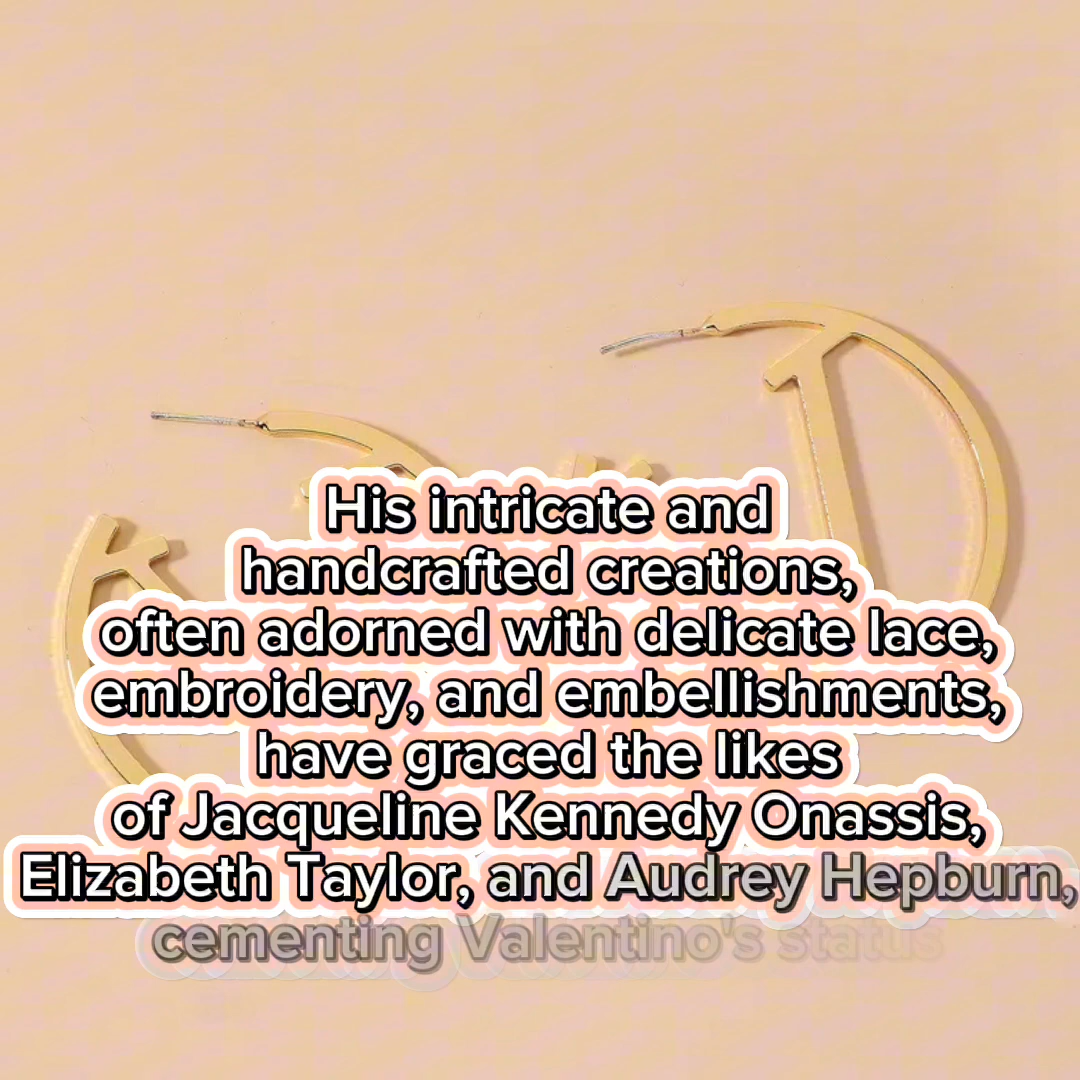 His intricate and
handcrafted creations,
often adorned with delicate lace,
embroidery, and embellishments,
have graced the likes
of Jacqueline Kennedy Onassis,
Elizabeth Taylor, and Audrey Hepburn,
cementing Valentino's status